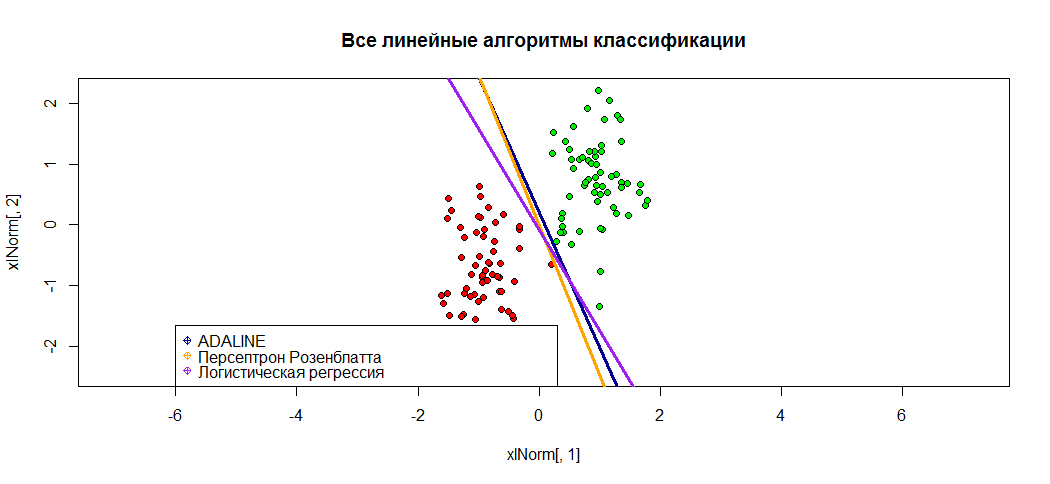 Все линейные алгоритмы классификации
2
1
0
-1
-2
xlNorm[, 2]
ADALINE
Персептрон Розенблатта
Логистическая регрессия
-6 -4 -2 0 2 4 6
xlNorm[, 1]